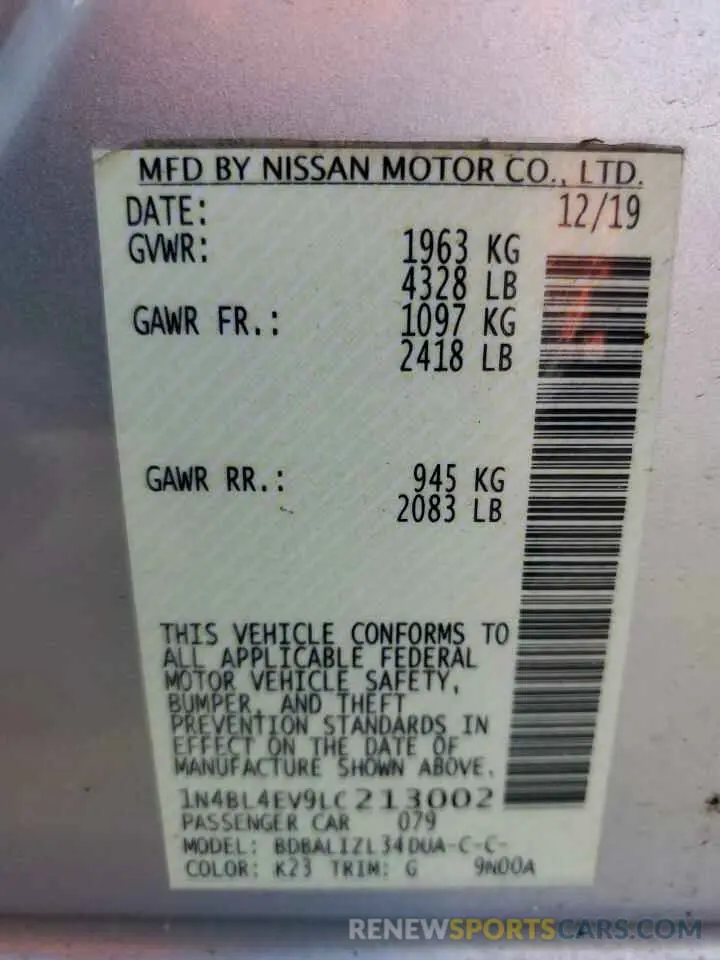 MFD BY NISSAN MOTOR CO., LTD.
DATE: 12/19
GVWR: 1963 KG
4328 LB
GAWR FR.: 1097 KG
2418 LB
GAWR RR.: 945 KG
2083 LB
THIS VEHICLE CONFORMS TO
ALL APPLICABLE FEDERAL
MOTOR VEHICLE SAFETY,
BUMPER, AND THEFT
PREVENTION STANDARDS IN
EFFECT ON THE DATE OF
MANUFACTURE SHOWN ABOVE.
1N4BL4EV9LC213002
PASSENGER CAR 079
MODEL: BDBALIZL34DUA-C-C-
COLOR: K23 TRIM: G 9N00A
RENEWSPORTSCARS.COM